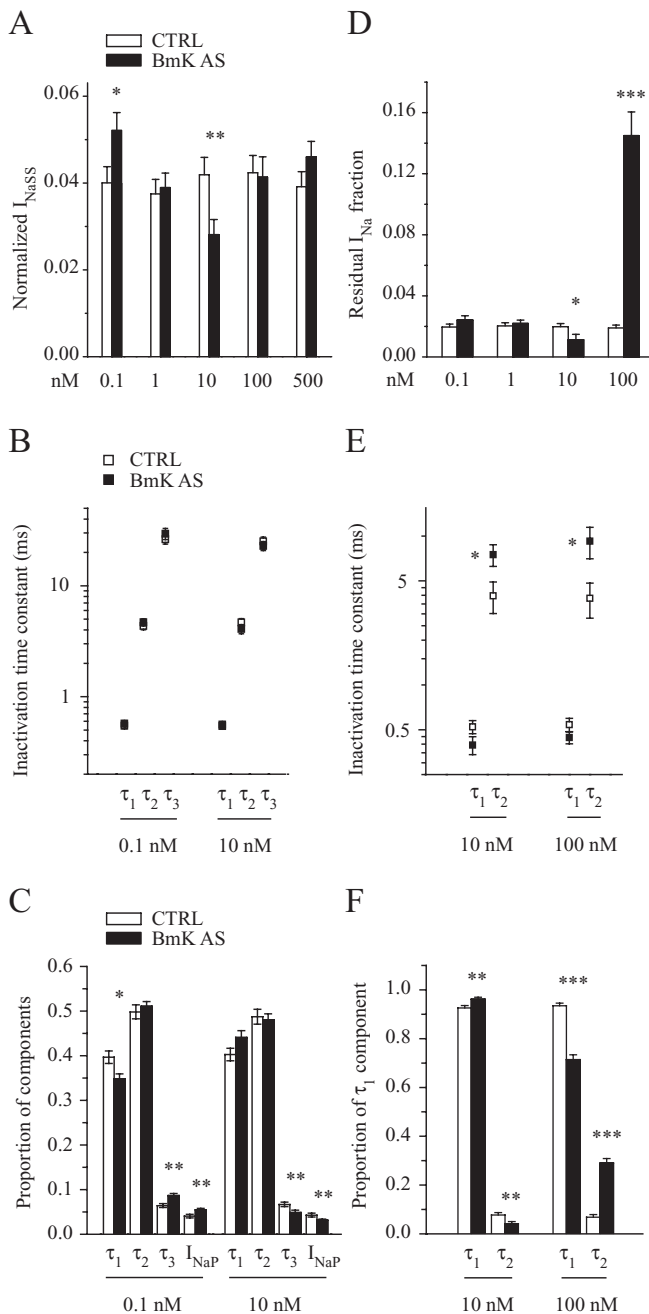 A
CTRL
BmK AS
Normalized I_NaSS
0.06
0.04
0.02
0.00
*
**
nM 0.1 1 10 100 500
D
Residual I_Na fraction
0.16
0.12
0.08
0.04
0.00
*
***
nM 0.1 1 10 100
B
CTRL
BmK AS
Inactivation time constant (ms)
10
1
τ1 τ2 τ3 τ1 τ2 τ3
0.1 nM 10 nM
E
Inactivation time constant (ms)
5
0.5
*
*
τ1 τ2 τ1 τ2
10 nM 100 nM
C
CTRL
BmK AS
Proportion of components
0.6
0.5
0.4
0.3
0.2
0.1
0.0
*
** **
** **
τ1 τ2 τ3 I_NaP τ1 τ2 τ3 I_NaP
0.1 nM 10 nM
F
Proportion of τ1 component
1.0
0.8
0.6
0.4
0.2
0.0
** ***
** ***
τ1 τ2 τ1 τ2
10 nM 100 nM